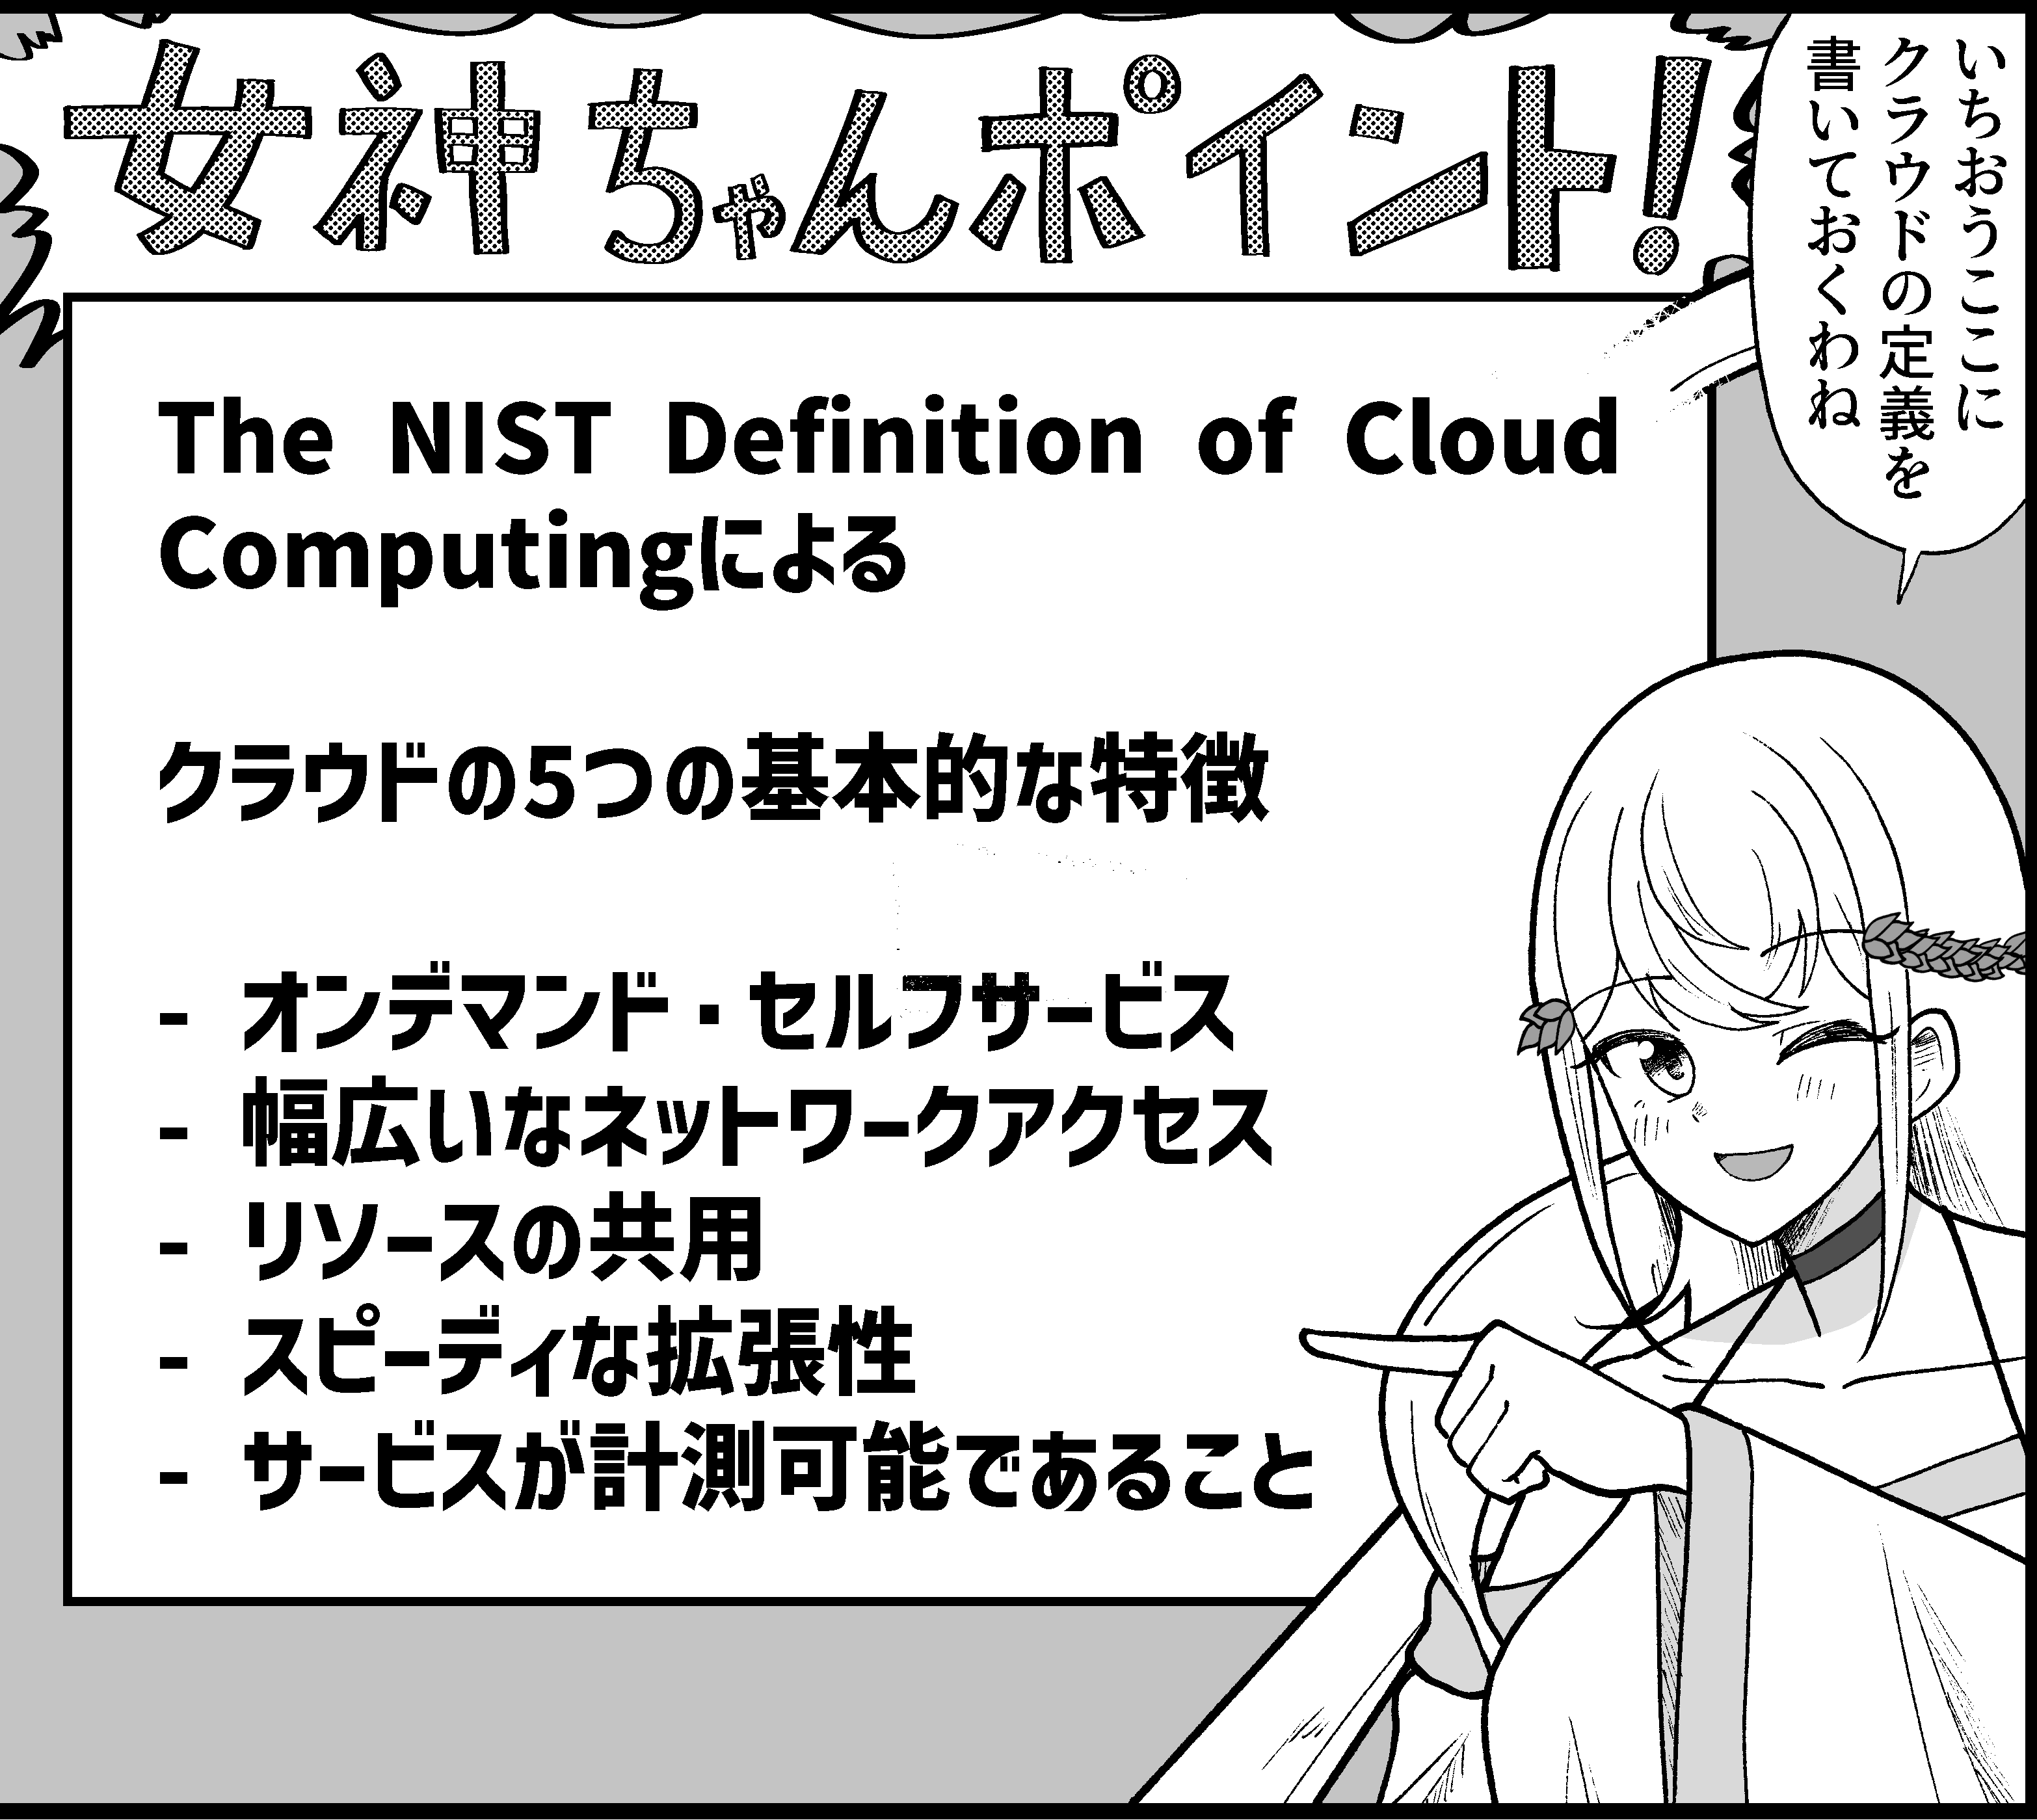 女神ちゃんポイント!
いちおうここに
クラウドの定義を
書いておくわね
The NIST Definition of Cloud
Computingによる
クラウドの5つの基本的な特徴
- オンデマンド・セルフサービス
- 幅広いなネットワークアクセス
- リソースの共用
- スピーディな拡張性
- サービスが計測可能であること